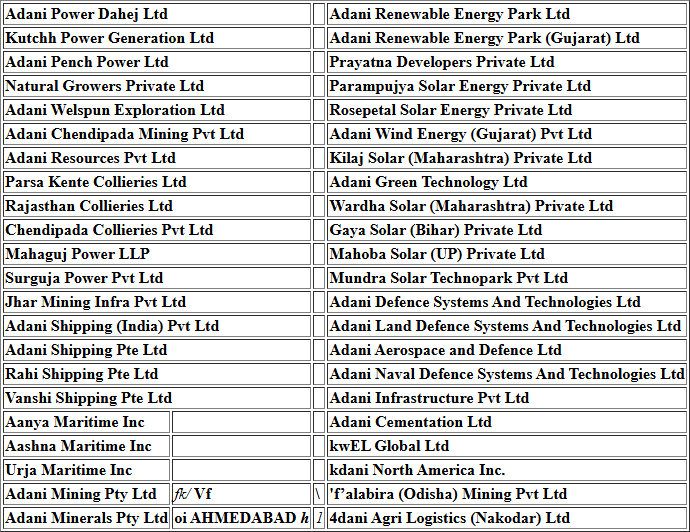 Adani Power Dahej Ltd Adani Renewable Energy Park Ltd
Kutchh Power Generation Ltd Adani Renewable Energy Park (Gujarat) Ltd
Adani Pench Power Ltd Prayatna Developers Private Ltd
Natural Growers Private Ltd Parampujya Solar Energy Private Ltd
Adani Welspun Exploration Ltd Rosepetal Solar Energy Private Ltd
Adani Chendipada Mining Pvt Ltd Adani Wind Energy (Gujarat) Pvt Ltd
Adani Resources Pvt Ltd Kilaj Solar (Maharashtra) Private Ltd
Parsa Kente Collieries Ltd Adani Green Technology Ltd
Rajasthan Collieries Ltd Wardha Solar (Maharashtra) Private Ltd
Chendipada Collieries Pvt Ltd Gaya Solar (Bihar) Private Ltd
Mahaguj Power LLP Mahoba Solar (UP) Private Ltd
Surguja Power Pvt Ltd Mundra Solar Technopark Pvt Ltd
Jhar Mining Infra Pvt Ltd Adani Defence Systems And Technologies Ltd
Adani Shipping (India) Pvt Ltd Adani Land Defence Systems And Technologies Ltd
Adani Shipping Pte Ltd Adani Aerospace and Defence Ltd
Rahi Shipping Pte Ltd Adani Naval Defence Systems And Technologies Ltd
Vanshi Shipping Pte Ltd Adani Infrastructure Pvt Ltd
Aanya Maritime Inc Adani Cementation Ltd
Aashna Maritime Inc kwEL Global Ltd
Urja Maritime Inc kdani North America Inc.
Adani Mining Pty Ltd fk/ Vf \ 'f’alabira (Odisha) Mining Pvt Ltd
Adani Minerals Pty Ltd oi AHMEDABAD h 1 4dani Agri Logistics (Nakodar) Ltd